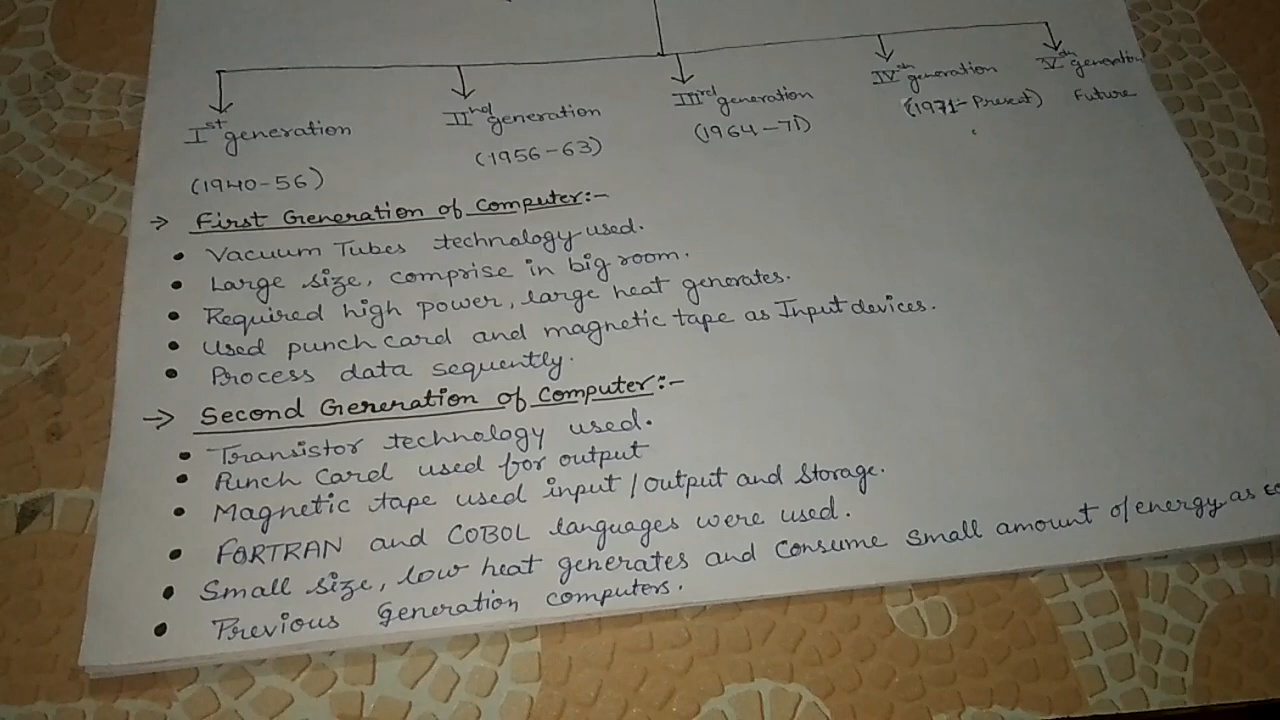 Ist generation IInd generation IIIrd generation IVth generation Vth generation
(1940-56) (1956-63) (1964-71) (1971-Present) Future
→ First Generation of Computer:-
• Vacuum Tubes technology used.
• Large size, comprise in big room.
• Required high power, large heat generates.
• Used punch card and magnetic tape as Input devices.
• Process data sequently.
→ Second Generation of Computer:-
• Transistor technology used.
• Punch Card used for output
• Magnetic tape used input/output and Storage.
• FORTRAN and COBOL languages were used.
• Small size, low heat generates and Consume Small amount of energy as
• Previous generation computers.